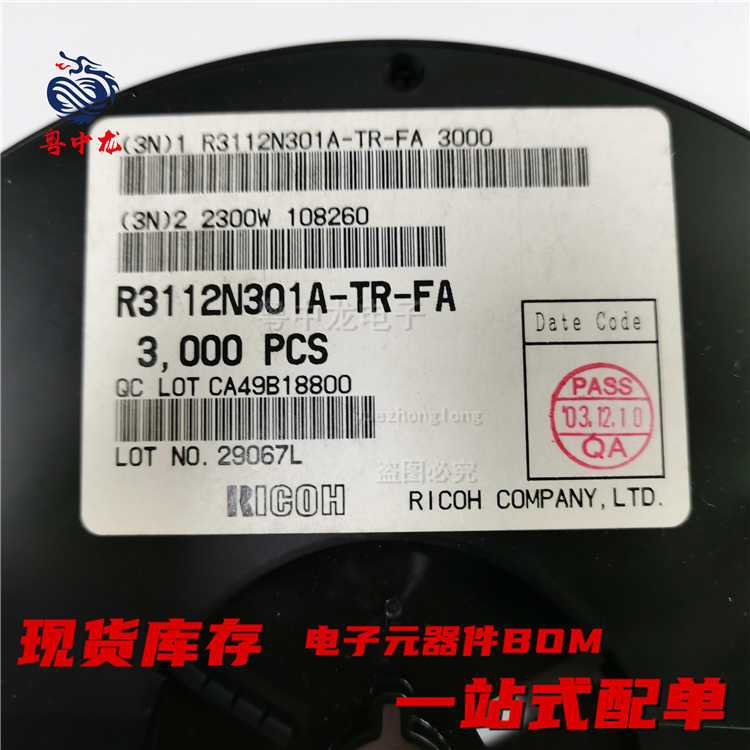 粤中龙
(3N)1 R3112N301A-TR-FA 3000
(3N)2 2300W 108260
R3112N301A-TR-FA
粤中龙电子
3,000 PCS
QC LOT CA49B18800
yuezhonglong
LOT NO. 29067L
盗图必究
RICOH
RICOH COMPANY,LTD.
Date Code
PASS
'03.12.10
QA
现货库存
电子元器件BOM
一站式配单